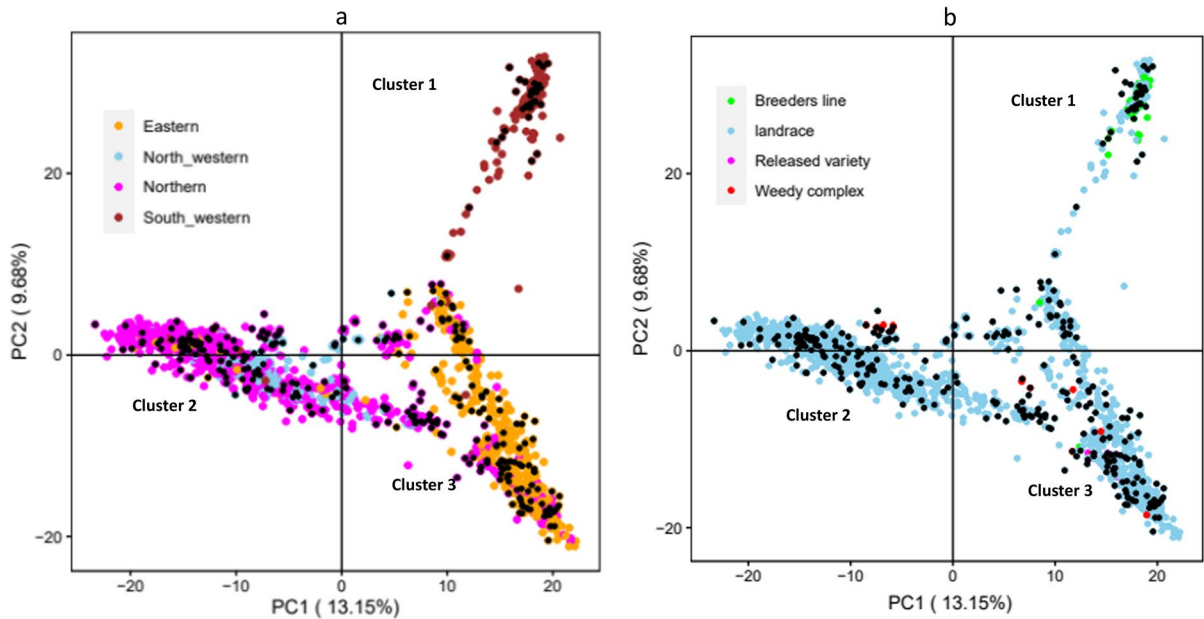 a
PC2 ( 9.68%)
20
0
−20
Cluster 1
Eastern
North_western
Northern
South_western
Cluster 2
Cluster 3
−20
−10
0
10
20
PC1 ( 13.15%)
b
PC2 ( 9.68%)
20
0
−20
Cluster 1
Breeders line
landrace
Released variety
Weedy complex
Cluster 2
Cluster 3
−20
−10
0
10
20
PC1 ( 13.15%)